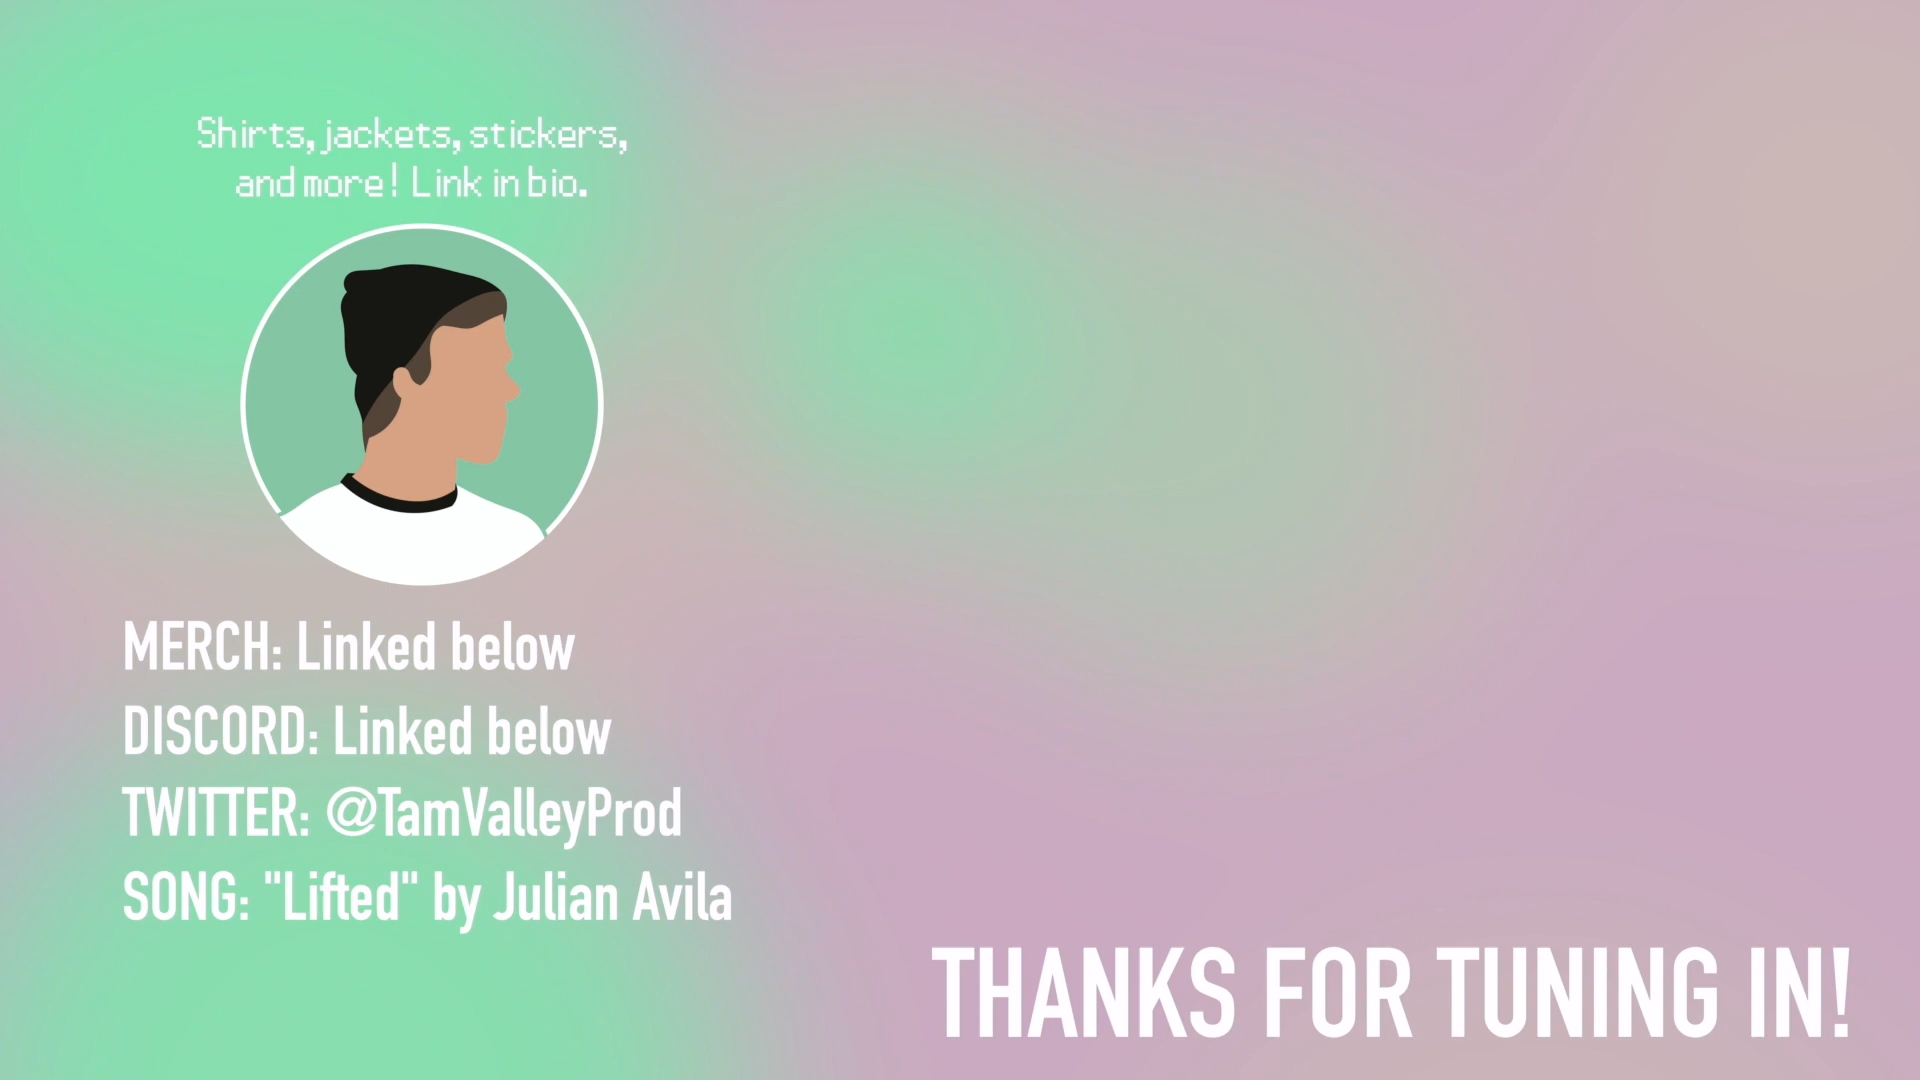 Shirts, jackets, stickers,
and more! Link in bio.
MERCH: Linked below
DISCORD: Linked below
TWITTER: @TamValleyProd
SONG: "Lifted" by Julian Avila
THANKS FOR TUNING IN!